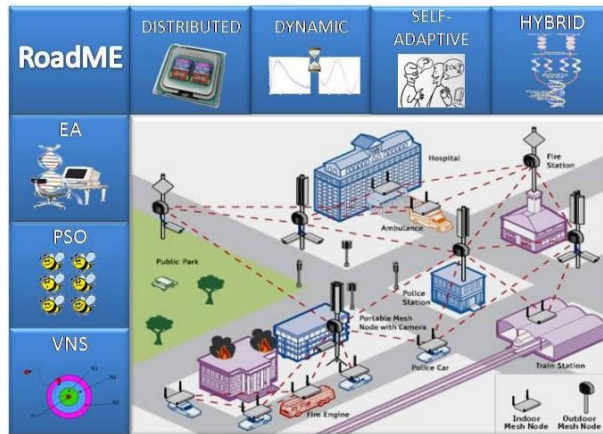 RoadME
DISTRIBUTED
DYNAMIC
SELF-
ADAPTIVE
HYBRID
EA
PSO
VNS
Hospital
Fire
Station
Ambulance
Public Park
Police
Station
Portable Mesh
Node with Camera
Police Car
Train Station
Fire Engine
Indoor
Mesh Node
Outdoor
Mesh Node